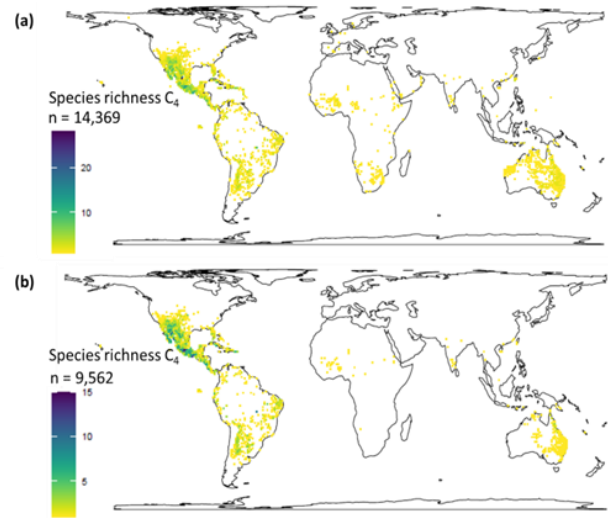 (a)
Species richness C₄
n = 14,369
20
10
(b)
Species richness C₄
n = 9,562
15
10
5